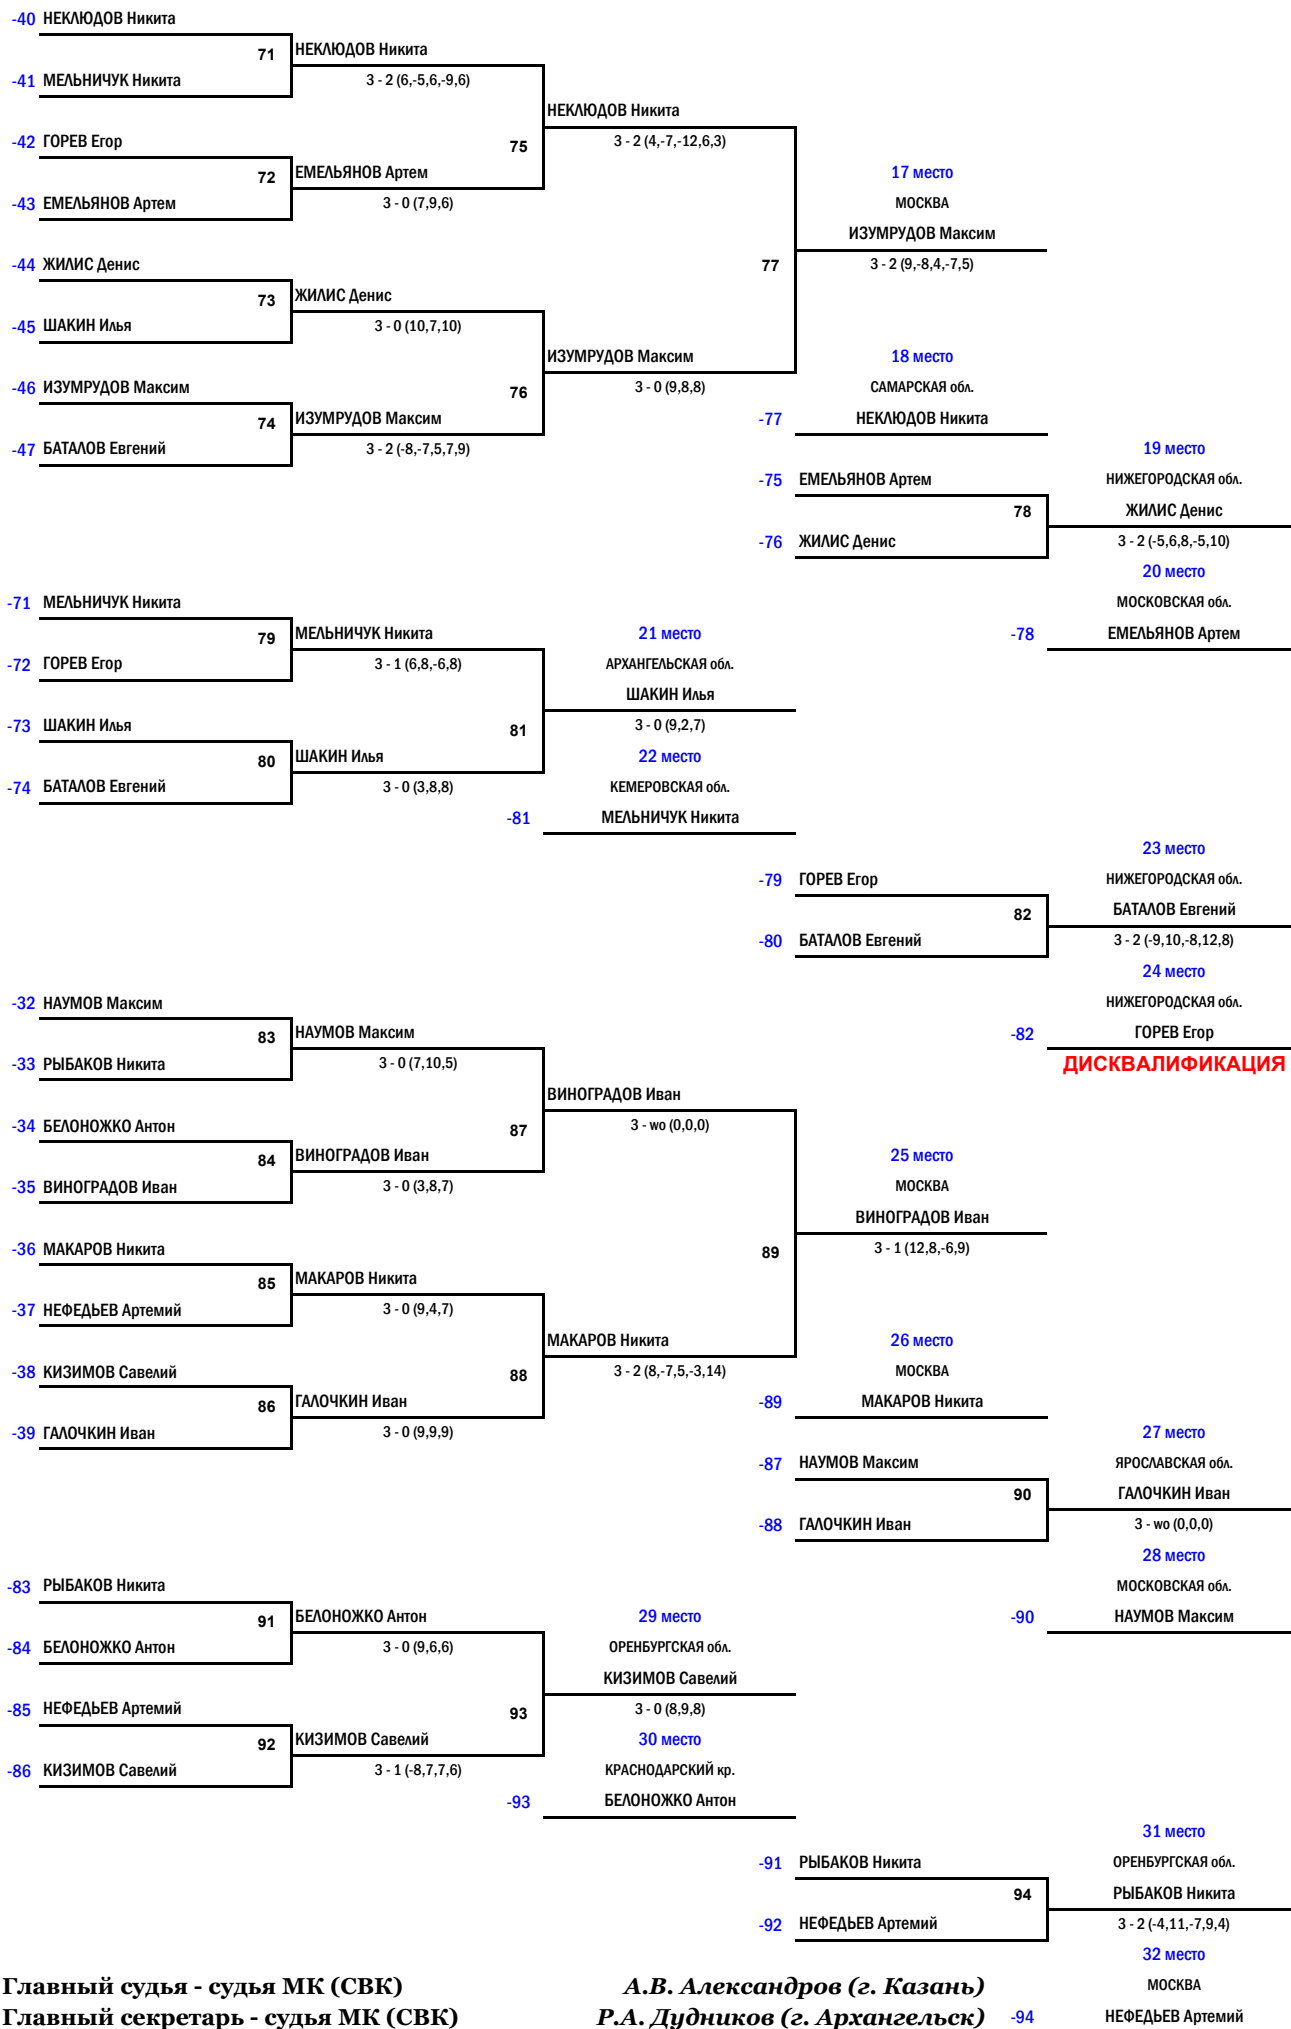 -40 НЕКЛЮДОВ Никита
71 НЕКЛЮДОВ Никита
-41 МЕЛЬНИЧУК Никита 3 - 2 (6,-5,6,-9,6)
НЕКЛЮДОВ Никита
-42 ГОРЕВ Егор 75 3 - 2 (4,-7,-12,6,3)
72 ЕМЕЛЬЯНОВ Артем 17 место
-43 ЕМЕЛЬЯНОВ Артем 3 - 0 (7,9,6) МОСКВА
ИЗУМРУДОВ Максим
-44 ЖИЛИС Денис 77 3 - 2 (9,-8,4,-7,5)
73 ЖИЛИС Денис
-45 ШАКИН Илья 3 - 0 (10,7,10)
ИЗУМРУДОВ Максим 18 место
-46 ИЗУМРУДОВ Максим 76 3 - 0 (9,8,8) САМАРСКАЯ обл.
74 ИЗУМРУДОВ Максим -77 НЕКЛЮДОВ Никита
-47 БАТАЛОВ Евгений 3 - 2 (-8,-7,5,7,9) 19 место
-75 ЕМЕЛЬЯНОВ Артем НИЖЕГОРОДСКАЯ обл.
78 ЖИЛИС Денис
-76 ЖИЛИС Денис 3 - 2 (-5,6,8,-5,10)
20 место
-71 МЕЛЬНИЧУК Никита МОСКОВСКАЯ обл.
79 МЕЛЬНИЧУК Никита 21 место -78 ЕМЕЛЬЯНОВ Артем
-72 ГОРЕВ Егор 3 - 1 (6,8,-6,8) АРХАНГЕЛЬСКАЯ обл.
ШАКИН Илья
-73 ШАКИН Илья 81 3 - 0 (9,2,7)
80 ШАКИН Илья 22 место
-74 БАТАЛОВ Евгений 3 - 0 (3,8,8) КЕМЕРОВСКАЯ обл.
-81 МЕЛЬНИЧУК Никита
23 место
-79 ГОРЕВ Егор НИЖЕГОРОДСКАЯ обл.
82 БАТАЛОВ Евгений
-80 БАТАЛОВ Евгений 3 - 2 (-9,10,-8,12,8)
24 место
-32 НАУМОВ Максим НИЖЕГОРОДСКАЯ обл.
83 НАУМОВ Максим -82 ГОРЕВ Егор
-33 РЫБАКОВ Никита 3 - 0 (7,10,5) ДИСКВАЛИФИКАЦИЯ
ВИНОГРАДОВ Иван
-34 БЕЛОНОЖКО Антон 87 3 - wo (0,0,0)
84 ВИНОГРАДОВ Иван 25 место
-35 ВИНОГРАДОВ Иван 3 - 0 (3,8,7) МОСКВА
ВИНОГРАДОВ Иван
-36 МАКАРОВ Никита 89 3 - 1 (12,8,-6,9)
85 МАКАРОВ Никита
-37 НЕФЕДЬЕВ Артемий 3 - 0 (9,4,7)
МАКАРОВ Никита 26 место
-38 КИЗИМОВ Савелий 88 3 - 2 (8,-7,5,-3,14) МОСКВА
86 ГАЛОЧКИН Иван -89 МАКАРОВ Никита
-39 ГАЛОЧКИН Иван 3 - 0 (9,9,9) 27 место
-87 НАУМОВ Максим ЯРОСЛАВСКАЯ обл.
90 ГАЛОЧКИН Иван
-88 ГАЛОЧКИН Иван 3 - wo (0,0,0)
28 место
-83 РЫБАКОВ Никита МОСКОВСКАЯ обл.
91 БЕЛОНОЖКО Антон 29 место -90 НАУМОВ Максим
-84 БЕЛОНОЖКО Антон 3 - 0 (9,6,6) ОРЕНБУРГСКАЯ обл.
КИЗИМОВ Савелий
-85 НЕФЕДЬЕВ Артемий 93 3 - 0 (8,9,8)
92 КИЗИМОВ Савелий 30 место
-86 КИЗИМОВ Савелий 3 - 1 (-8,7,7,6) КРАСНОДАРСКИЙ кр.
-93 БЕЛОНОЖКО Антон
31 место
-91 РЫБАКОВ Никита ОРЕНБУРГСКАЯ обл.
94 РЫБАКОВ Никита
-92 НЕФЕДЬЕВ Артемий 3 - 2 (-4,11,-7,9,4)
32 место
Главный судья - судья МК (СВК) А.В. Александров (г. Казань) МОСКВА
Главный секретарь - судья МК (СВК) Р.А. Дудников (г. Архангельск) -94 НЕФЕДЬЕВ Артемий